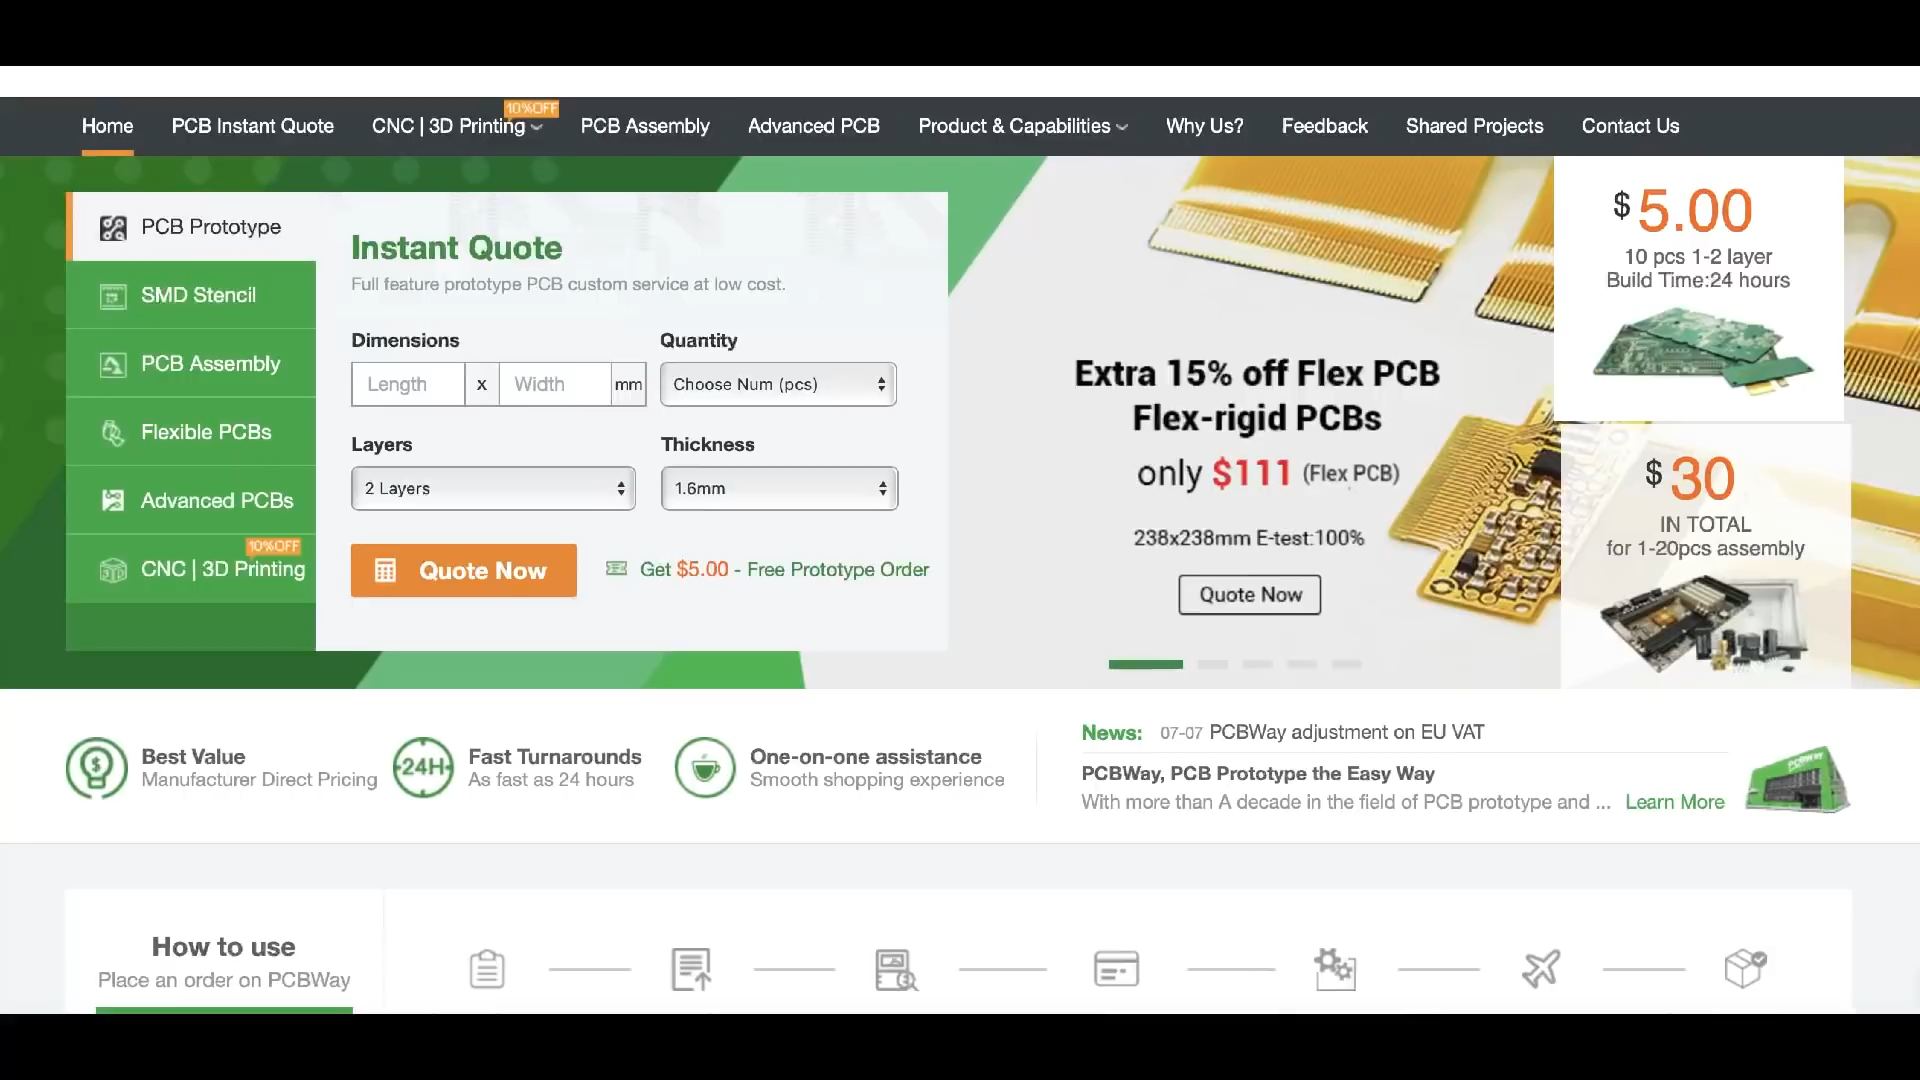 Home
PCB Instant Quote
CNC | 3D Printing
10%OFF
PCB Assembly
Advanced PCB
Product & Capabilities
Why Us?
Feedback
Shared Projects
Contact Us
PCB Prototype
SMD Stencil
PCB Assembly
Flexible PCBs
Advanced PCBs
10%OFF
CNC | 3D Printing
Instant Quote
Full feature prototype PCB custom service at low cost.
Dimensions
Length x Width mm
Quantity
Choose Num (pcs)
Layers
2 Layers
Thickness
1.6mm
Quote Now
Get $5.00 - Free Prototype Order
Extra 15% off Flex PCB
Flex-rigid PCBs
only $111 (Flex PCB)
238x238mm E-test:100%
Quote Now
$5.00
10 pcs 1-2 layer
Build Time:24 hours
$30
IN TOTAL
for 1-20pcs assembly
Best Value
Manufacturer Direct Pricing
24H
Fast Turnarounds
As fast as 24 hours
One-on-one assistance
Smooth shopping experience
News: 07-07 PCBWay adjustment on EU VAT
PCBWay, PCB Prototype the Easy Way
With more than A decade in the field of PCB prototype and ... Learn More
PCBWay
How to use
Place an order on PCBWay